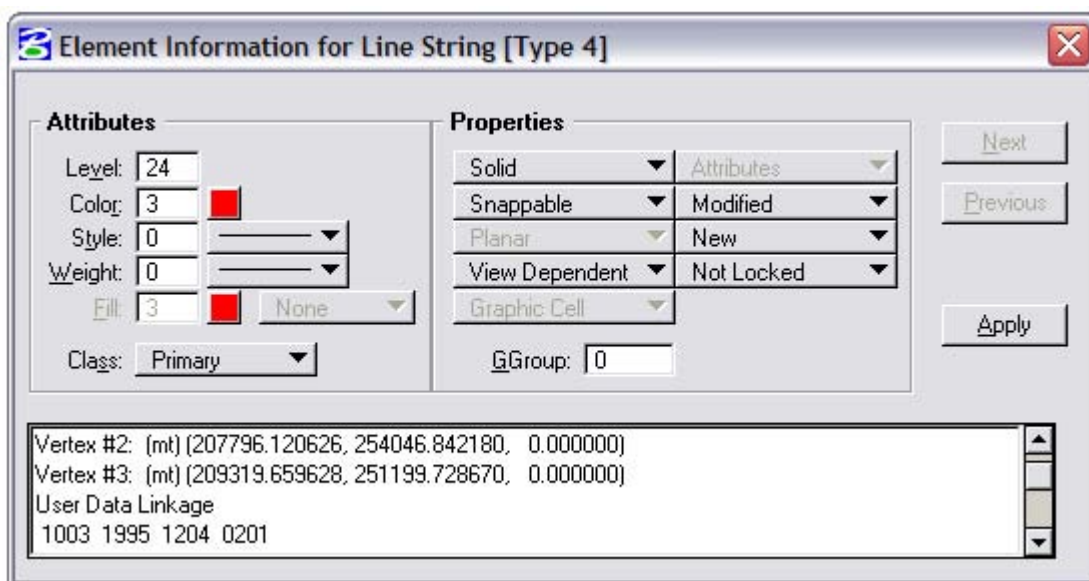 Element Information for Line String [Type 4]
Attributes
Level: 24
Color: 3
Style: 0
Weight: 0
Fill: 3 None
Class: Primary
Properties
Solid Attributes
Snappable Modified
Planar New
View Dependent Not Locked
Graphic Cell
GGroup: 0
Next
Previous
Apply
Vertex #2: (mt) (207796.120626, 254046.842180, 0.000000)
Vertex #3: (mt) (209319.659628, 251199.728670, 0.000000)
User Data Linkage
1003 1995 1204 0201